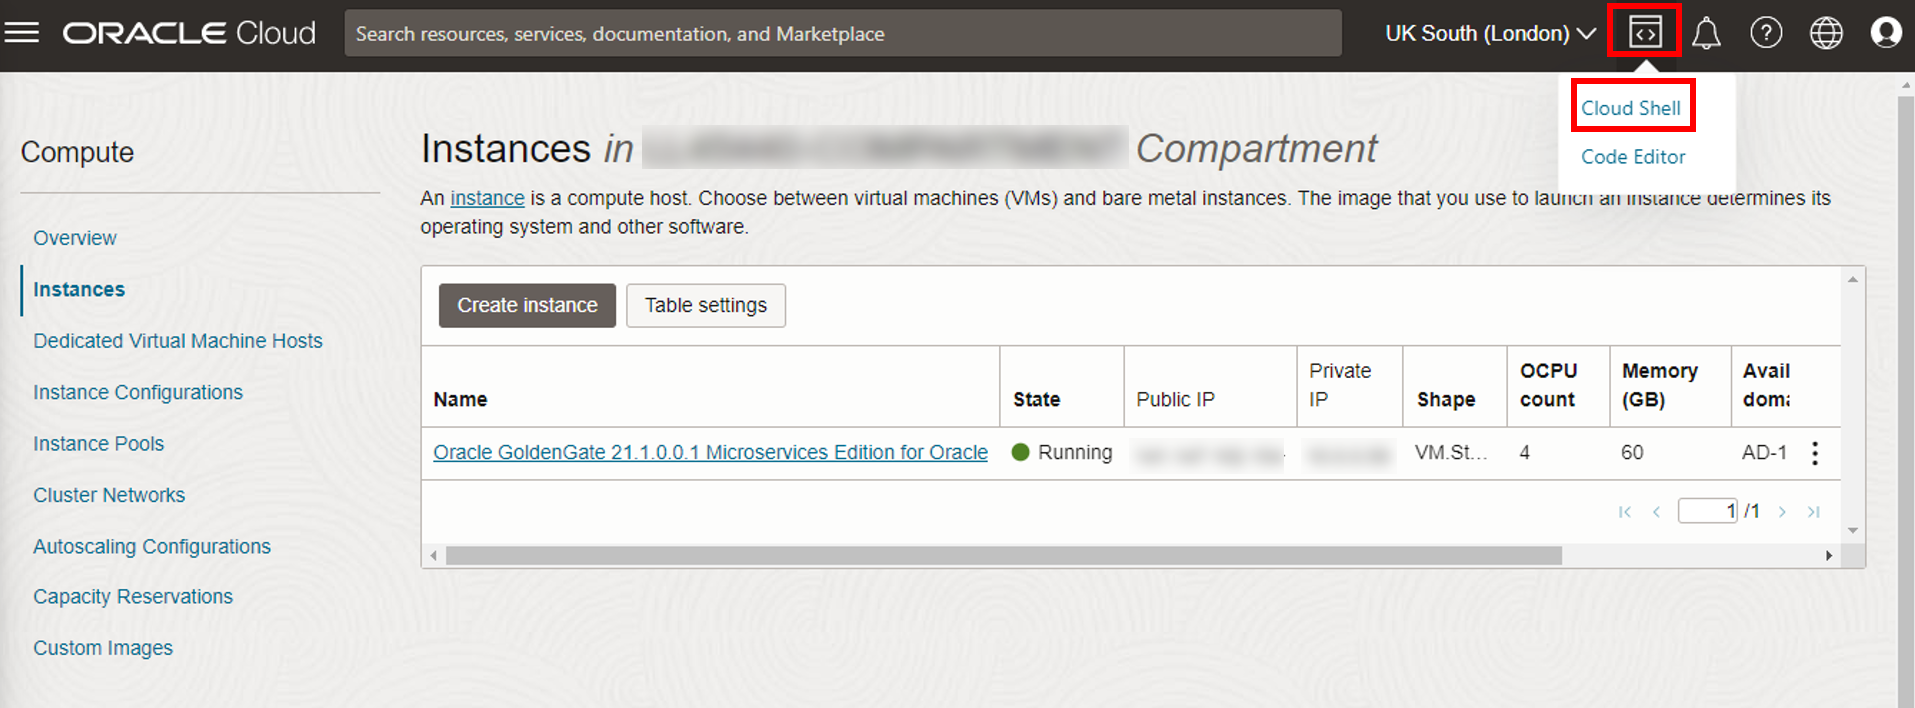 ORACLE Cloud
Search resources, services, documentation, and Marketplace
UK South (London)
Cloud Shell
Code Editor
Compute
Overview
Instances
Dedicated Virtual Machine Hosts
Instance Configurations
Instance Pools
Cluster Networks
Autoscaling Configurations
Capacity Reservations
Custom Images
Instances in Compartment
An instance is a compute host. Choose between virtual machines (VMs) and bare metal instances. The image that you use to launch an instance determines its
operating system and other software.
Create instance Table settings
Name State Public IP Private IP Shape OCPU count Memory (GB) Avail doma
Oracle GoldenGate 21.1.0.0.1 Microservices Edition for Oracle Running VM.St... 4 60 AD-1
1 /1